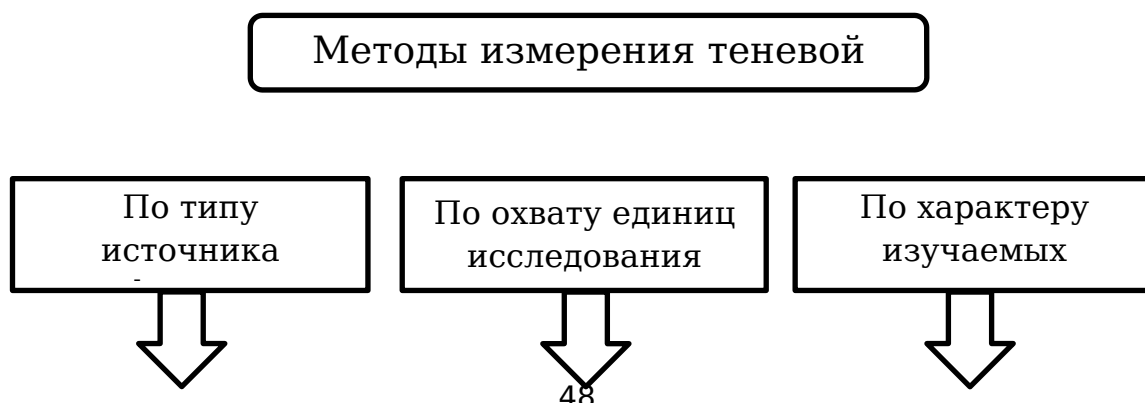 Методы измерения теневой
По типу
источника
По охвату единиц
исследования
По характеру
изучаемых
48